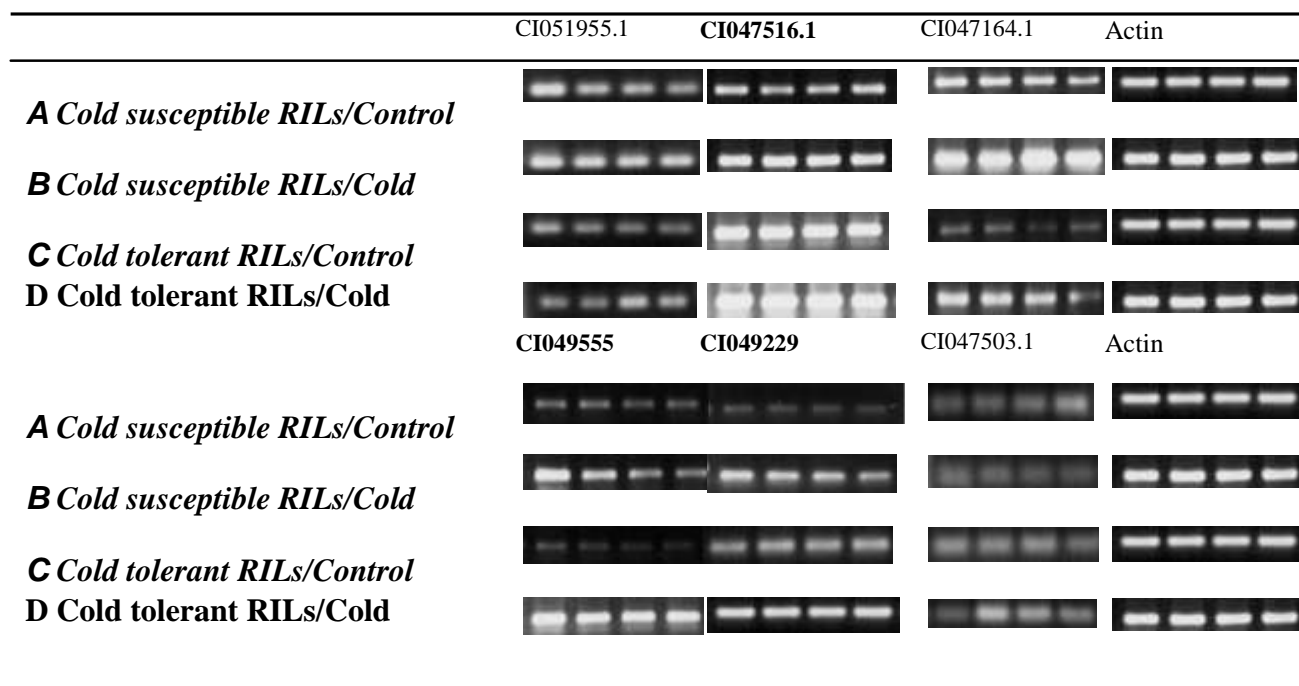 CI051955.1 CI047516.1 CI047164.1 Actin
A Cold susceptible RILs/Control
B Cold susceptible RILs/Cold
C Cold tolerant RILs/Control
D Cold tolerant RILs/Cold
CI049555 CI049229 CI047503.1 Actin
A Cold susceptible RILs/Control
B Cold susceptible RILs/Cold
C Cold tolerant RILs/Control
D Cold tolerant RILs/Cold